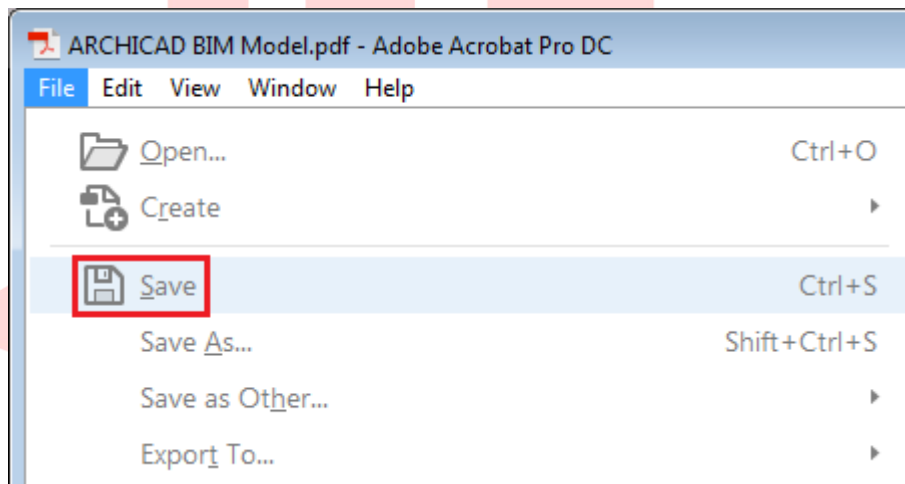 ARCHICAD BIM Model.pdf - Adobe Acrobat Pro DC
File Edit View Window Help
Open... Ctrl+O
Create
Save Ctrl+S
Save As... Shift+Ctrl+S
Save as Other...
Export To...